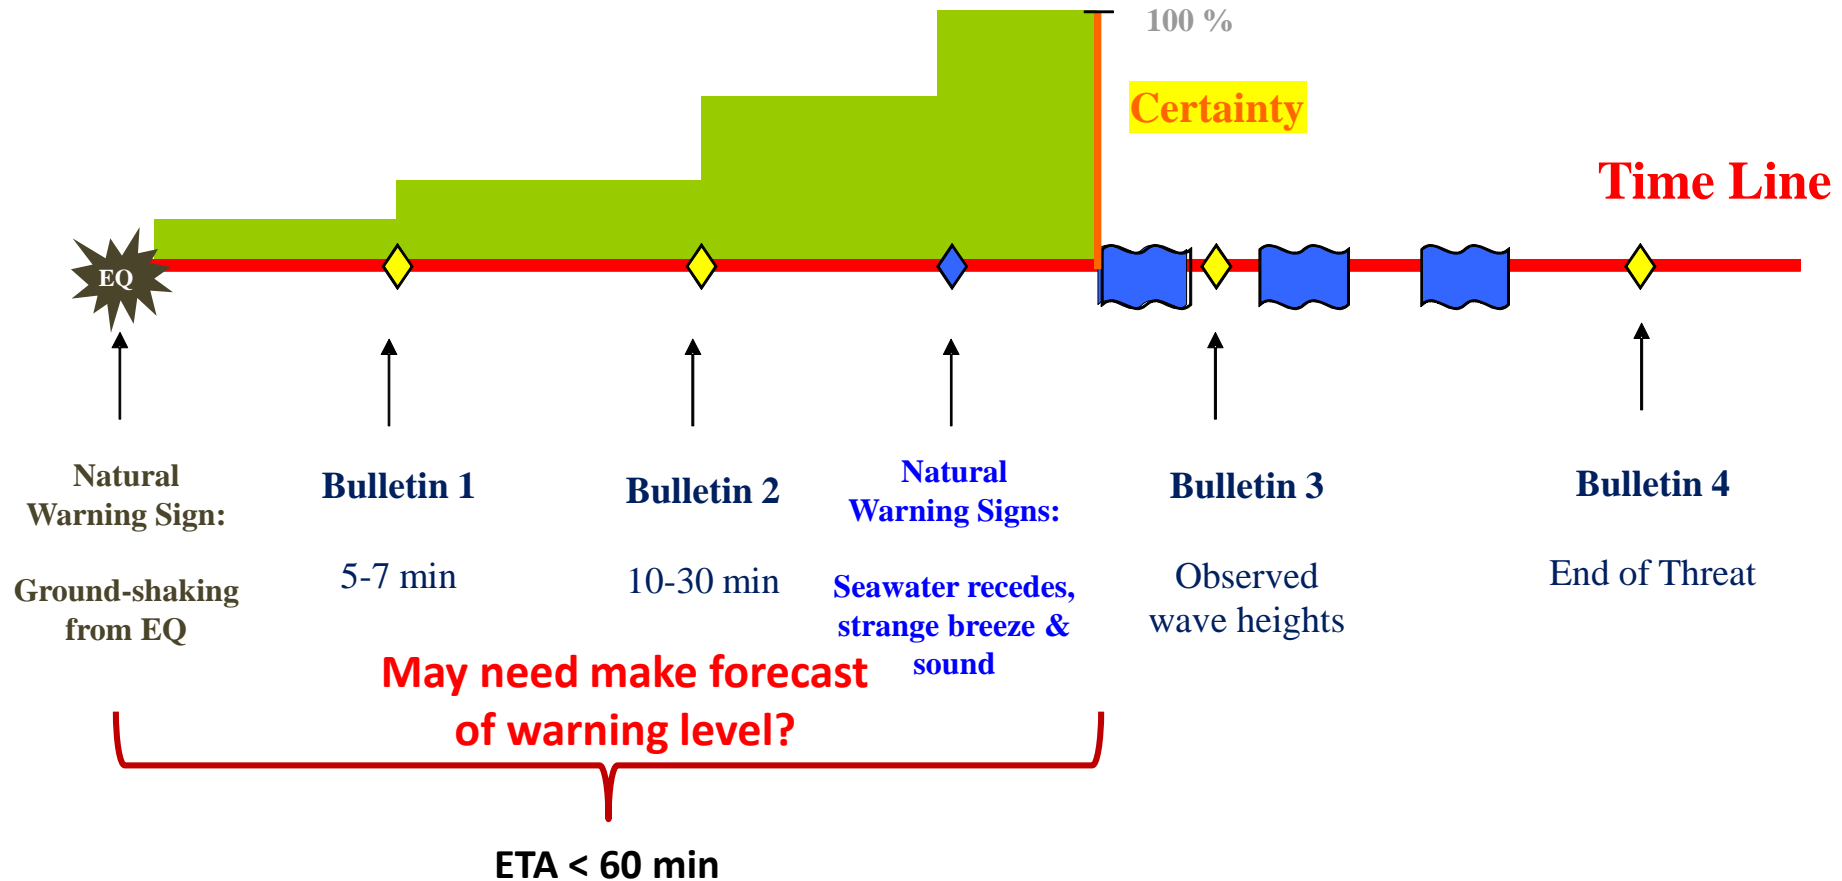 100 %
Certainty
Time Line
EQ
Natural
Warning Sign:
Ground-shaking
from EQ
Bulletin 1
5-7 min
Bulletin 2
10-30 min
Natural
Warning Signs:
Seawater recedes,
strange breeze &
sound
Bulletin 3
Observed
wave heights
Bulletin 4
End of Threat
May need make forecast
of warning level?
ETA < 60 min